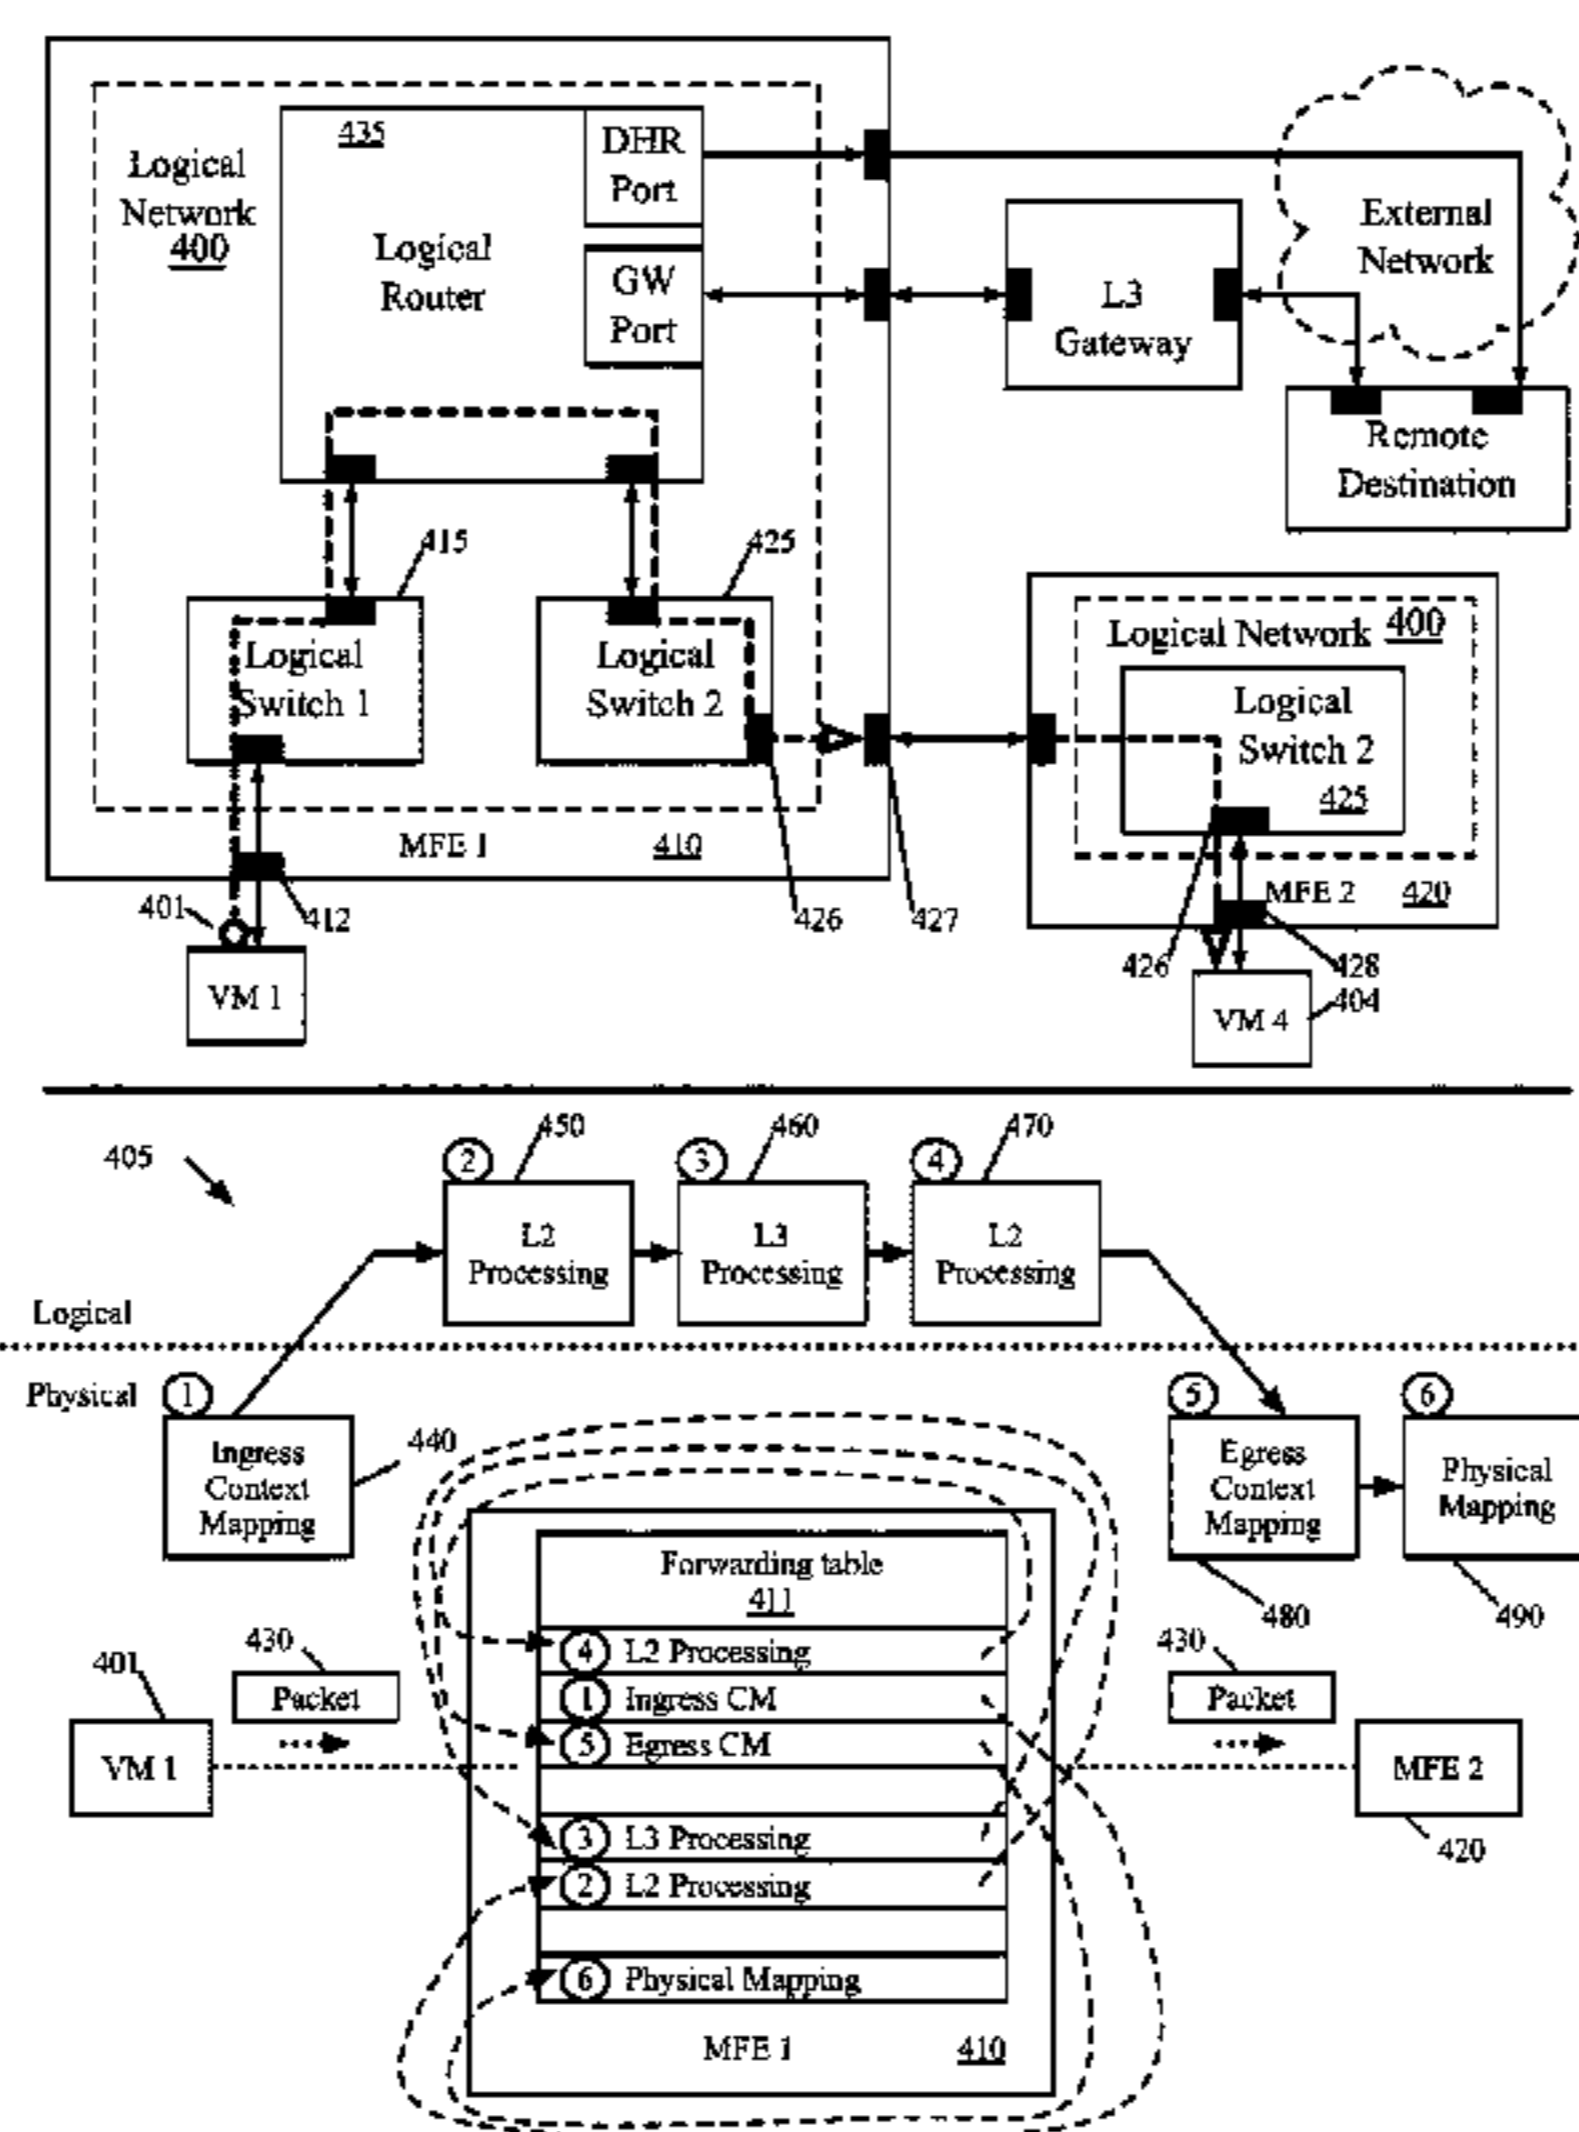 435
DHR
Port
Logical
Network
400
Logical
Router
GW
Port
External
Network
L3
Gateway
Remote
Destination
415
425
Logical
Switch 1
Logical
Switch 2
Logical Network 400
Logical
Switch 2
425
MFE 1
410
MFE 2
420
401
412
426
427
426
428
404
VM 1
VM 4
405
450
460
470
2
3
4
L2
Processing
L3
Processing
L2
Processing
Logical
Physical
1
5
6
Ingress
Context
Mapping
440
Egress
Context
Mapping
Physical
Mapping
480
490
Forwarding table
411
4 L2 Processing
1 Ingress CM
5 Egress CM
3 L3 Processing
2 L2 Processing
6 Physical Mapping
MFE 1
410
430
Packet
401
VM 1
430
Packet
MFE 2
420